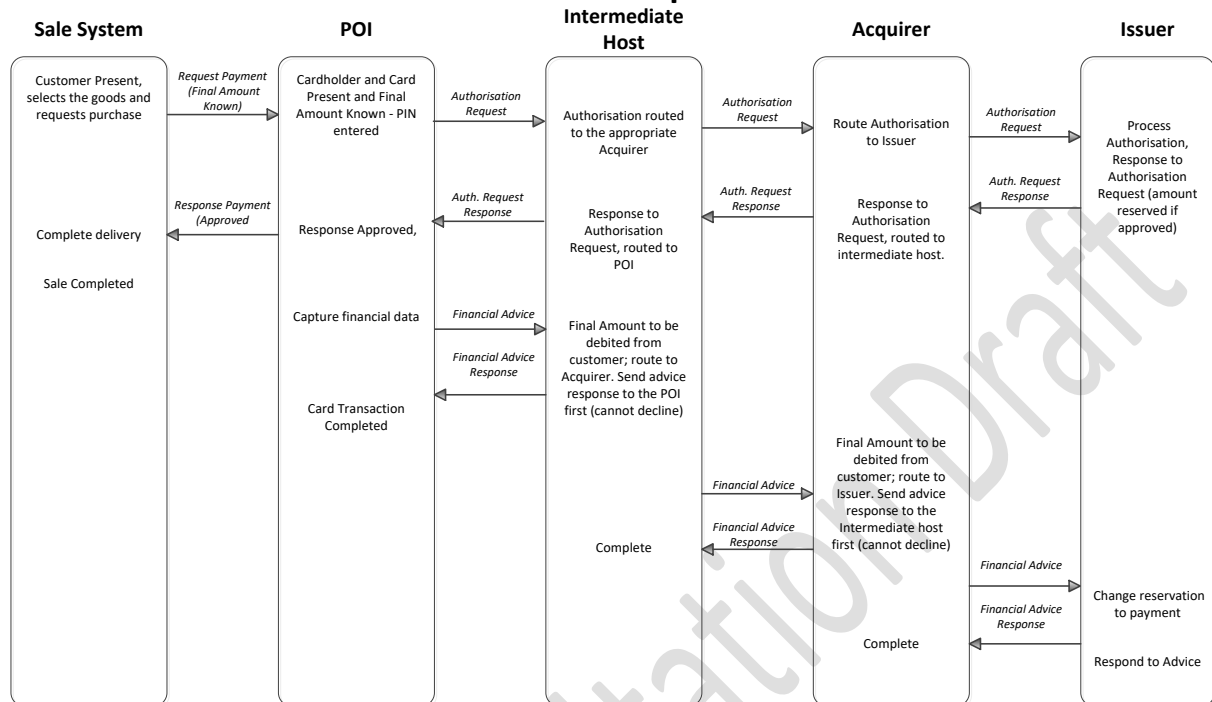 Sale System
POI
Intermediate
Host
Acquirer
Issuer
Customer Present,
selects the goods and
requests purchase
Request Payment
(Final Amount
Known)
Cardholder and Card
Present and Final
Amount Known - PIN
entered
Authorisation
Request
Authorisation routed
to the appropriate
Acquirer
Authorisation
Request
Route Authorisation
to Issuer
Authorisation
Request
Process
Authorisation,
Response to
Authorisation
Request (amount
reserved if
approved)
Auth. Request
Response
Response to
Authorisation
Request, routed to
intermediate host.
Auth. Request
Response
Response to
Authorisation
Request, routed to
POI
Auth. Request
Response
Response Approved,
Response Payment
(Approved
Complete delivery
Sale Completed
Capture financial data
Financial Advice
Final Amount to be
debited from
customer; route to
Acquirer. Send advice
response to the POI
first (cannot decline)
Financial Advice
Response
Card Transaction
Completed
Financial Advice
Final Amount to be
debited from
customer; route to
Issuer. Send advice
response to the
Intermediate host
first (cannot decline)
Financial Advice
Response
Complete
Financial Advice
Change reservation
to payment
Financial Advice
Response
Complete
Respond to Advice
Draft